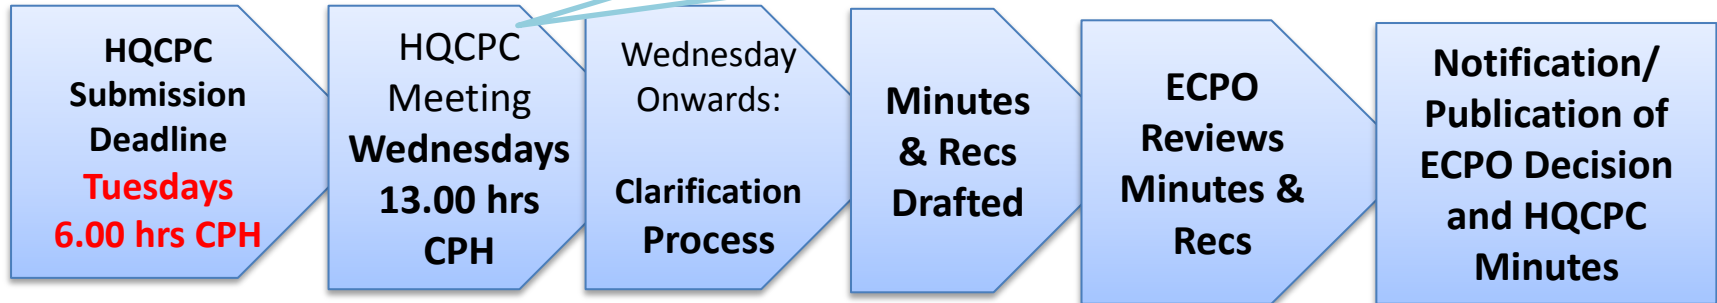 HQCPC
Submission
Deadline
Tuesdays
6.00 hrs CPH
HQCPC
Meeting
Wednesdays
13.00 hrs
CPH
Wednesday
Onwards:
Clarification
Process
Minutes
& Recs
Drafted
ECPO
Reviews
Minutes &
Recs
Notification/
Publication of
ECPO Decision
and HQCPC
Minutes